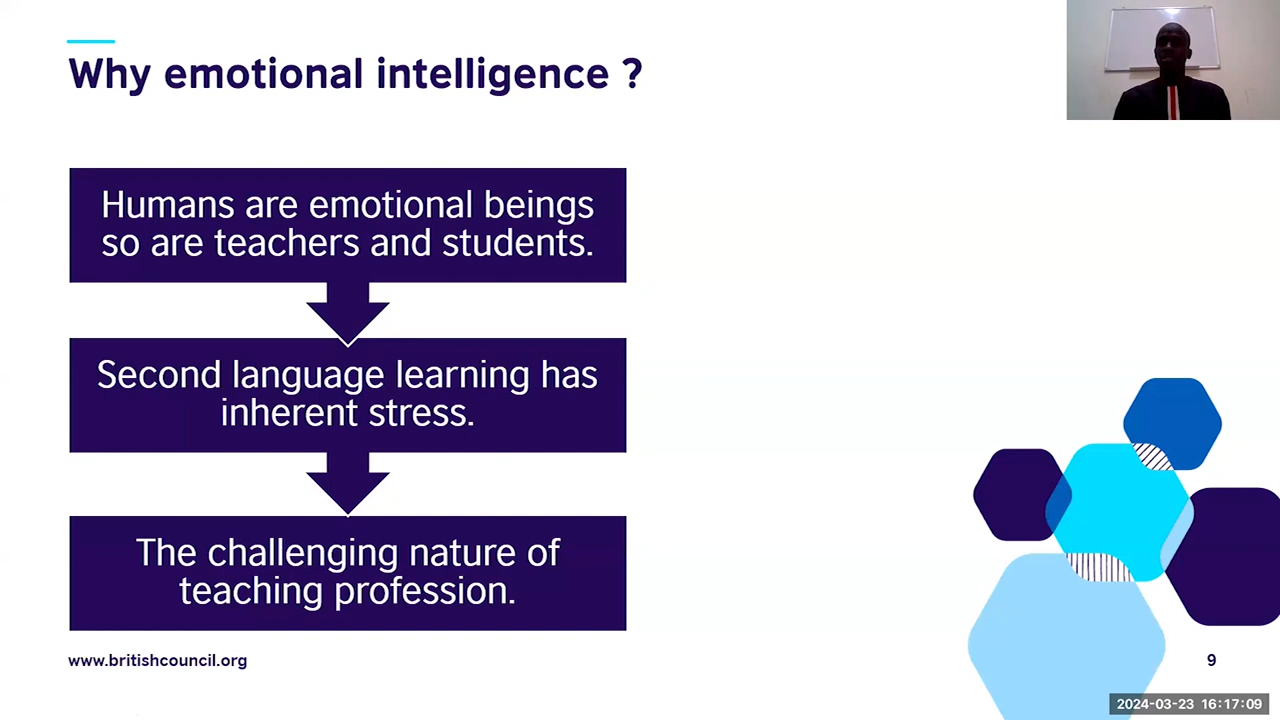 Why emotional intelligence ?
Humans are emotional beings
so are teachers and students.
Second language learning has
inherent stress.
The challenging nature of
teaching profession.
www.britishcouncil.org
9
2024-03-23 16:17:09